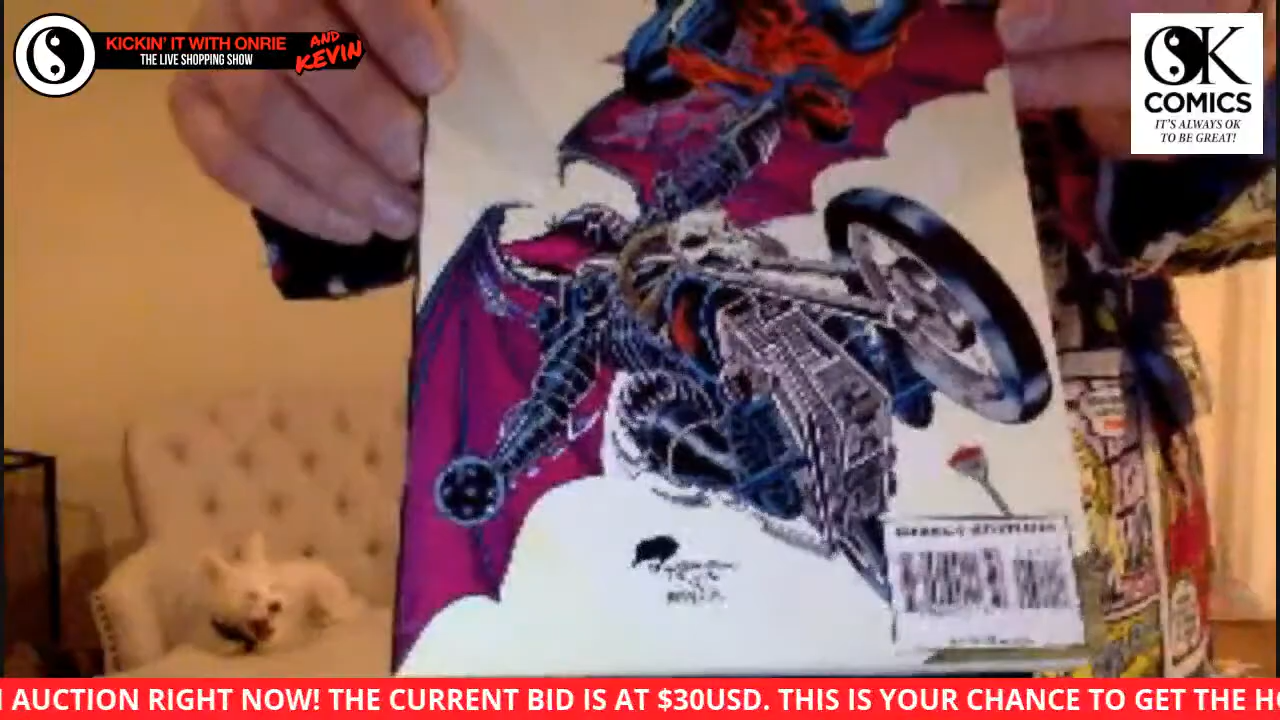 KICKIN' IT WITH ONRIE
AND
KEVIN
THE LIVE SHOPPING SHOW
OK
COMICS
IT'S ALWAYS OK
TO BE GREAT!
AUCTION RIGHT NOW! THE CURRENT BID IS AT $30USD. THIS IS YOUR CHANCE TO GET THE